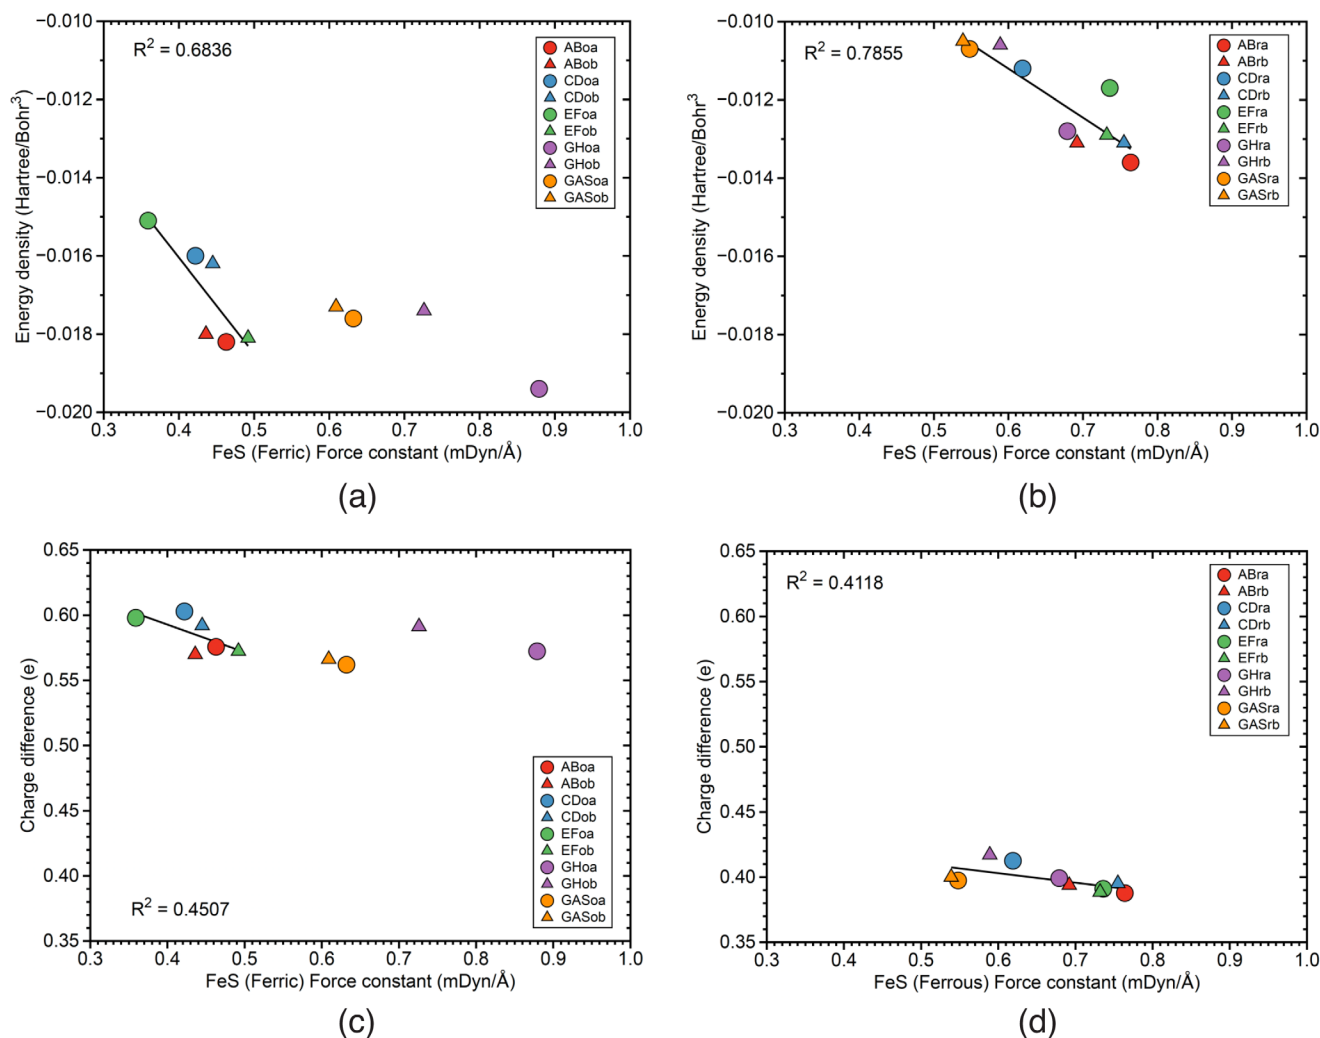 R² = 0.6836
Energy density (Hartree/Bohr³)
−0.010
−0.012
−0.014
−0.016
−0.018
−0.020
ABoa
ABob
CDoa
CDob
EFoa
EFob
GHoa
GHob
GASoa
GASob
0.3 0.4 0.5 0.6 0.7 0.8 0.9 1.0
FeS (Ferric) Force constant (mDyn/Å)
(a)
R² = 0.7855
Energy density (Hartree/Bohr³)
−0.010
−0.012
−0.014
−0.016
−0.018
−0.020
ABra
ABrb
CDra
CDrb
EFra
EFrb
GHra
GHrb
GASra
GASrb
0.3 0.4 0.5 0.6 0.7 0.8 0.9 1.0
FeS (Ferrous) Force constant (mDyn/Å)
(b)
Charge difference (e)
0.65
0.60
0.55
0.50
0.45
0.40
0.35
ABoa
ABob
CDoa
CDob
EFoa
EFob
GHoa
GHob
GASoa
GASob
R² = 0.4507
0.3 0.4 0.5 0.6 0.7 0.8 0.9 1.0
FeS (Ferric) Force constant (mDyn/Å)
(c)
R² = 0.4118
Charge difference (e)
0.65
0.60
0.55
0.50
0.45
0.40
0.35
ABra
ABrb
CDra
CDrb
EFra
EFrb
GHra
GHrb
GASra
GASrb
0.3 0.4 0.5 0.6 0.7 0.8 0.9 1.0
FeS (Ferrous) Force constant (mDyn/Å)
(d)